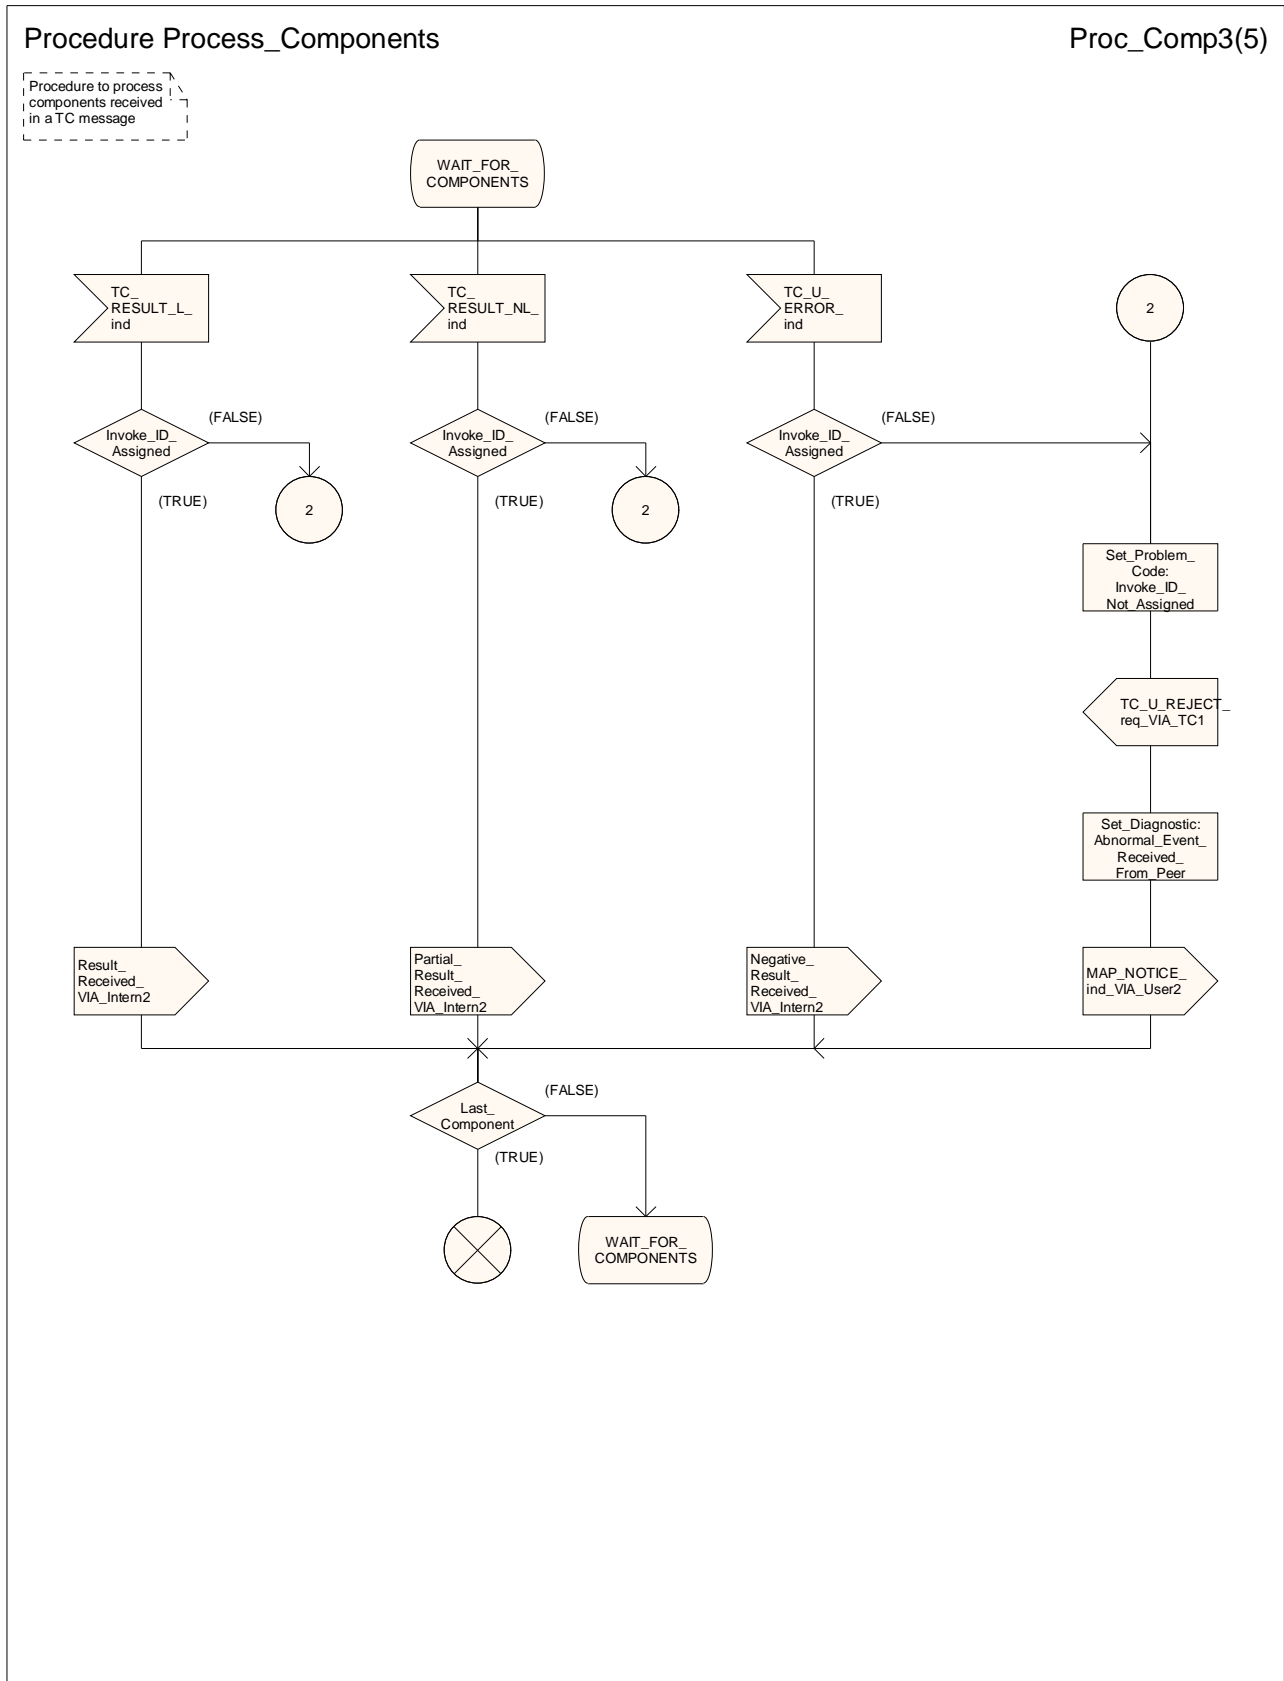 Procedure Process_Components
Proc_Comp3(5)
Procedure to process
components received
in a TC message
WAIT_FOR_
COMPONENTS
TC_
RESULT_L_
ind
TC_
RESULT_NL_
ind
TC_U_
ERROR_
ind
2
Invoke_ID_
Assigned
(FALSE)
(TRUE)
2
Invoke_ID_
Assigned
(FALSE)
(TRUE)
2
Invoke_ID_
Assigned
(FALSE)
(TRUE)
Set_Problem_
Code:
Invoke_ID_
Not_Assigned
TC_U_REJECT_
req_VIA_TC1
Set_Diagnostic:
Abnormal_Event_
Received_
From_Peer
Result_
Received_
VIA_Intern2
Partial_
Result_
Received_
VIA_Intern2
Negative_
Result_
Received_
VIA_Intern2
MAP_NOTICE_
ind_VIA_User2
Last_
Component
(FALSE)
(TRUE)
WAIT_FOR_
COMPONENTS